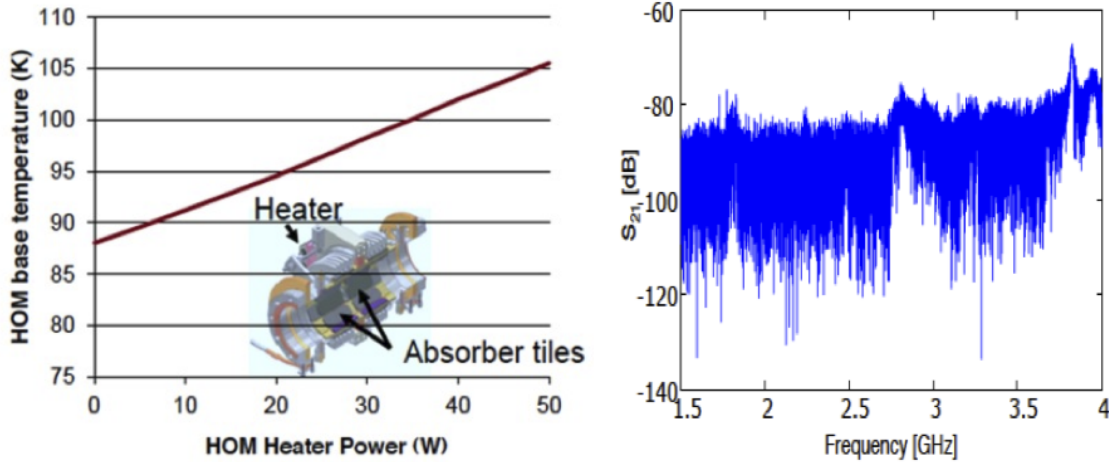 110
105
100
95
90
85
80
75
HOM base temperature (K)
Heater
Absorber tiles
0 10 20 30 40 50
HOM Heater Power (W)
-60
-80
-100
-120
-140
S21, [dB]
1.5 2 2.5 3 3.5 4
Frequency [GHz]